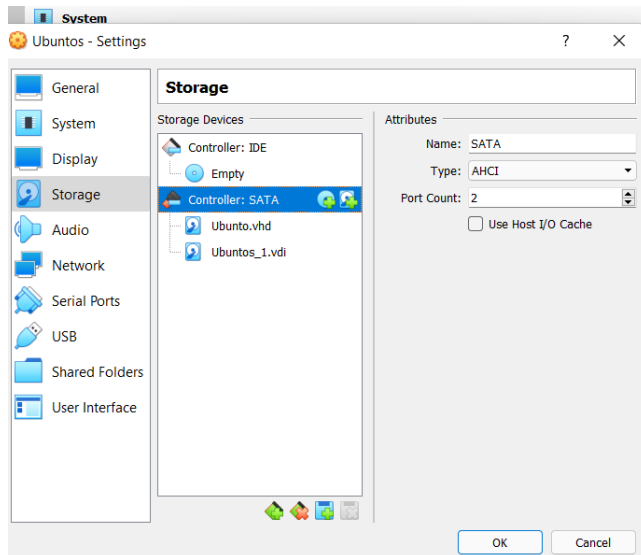 System
Ubuntos - Settings
?
General
System
Display
Storage
Audio
Network
Serial Ports
USB
Shared Folders
User Interface
Storage
Storage Devices
Controller: IDE
Empty
Controller: SATA
Ubunto.vhd
Ubuntos_1.vdi
Attributes
Name: SATA
Type: AHCI
Port Count: 2
Use Host I/O Cache
OK
Cancel